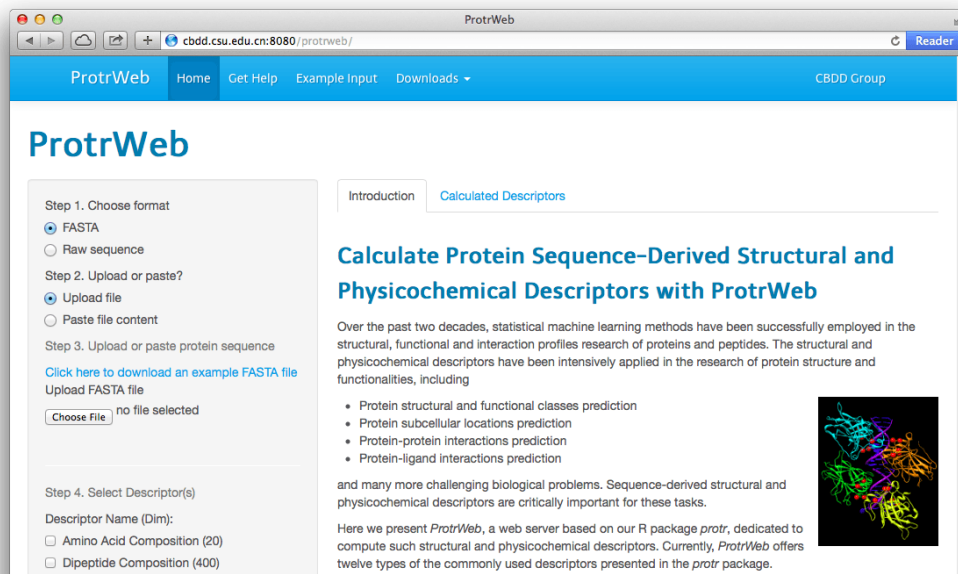 ProtrWeb
cbdd.csu.edu.cn:8080/protrweb/
Reader
ProtrWeb Home Get Help Example Input Downloads CBDD Group
ProtrWeb
Step 1. Choose format
FASTA
Raw sequence
Step 2. Upload or paste?
Upload file
Paste file content
Step 3. Upload or paste protein sequence
Click here to download an example FASTA file
Upload FASTA file
Choose File no file selected
Step 4. Select Descriptor(s)
Descriptor Name (Dim):
Amino Acid Composition (20)
Dipeptide Composition (400)
Introduction Calculated Descriptors
Calculate Protein Sequence-Derived Structural and
Physicochemical Descriptors with ProtrWeb
Over the past two decades, statistical machine learning methods have been successfully employed in the
structural, functional and interaction profiles research of proteins and peptides. The structural and
physicochemical descriptors have been intensively applied in the research of protein structure and
functionalities, including
• Protein structural and functional classes prediction
• Protein subcellular locations prediction
• Protein-protein interactions prediction
• Protein-ligand interactions prediction
and many more challenging biological problems. Sequence-derived structural and
physicochemical descriptors are critically important for these tasks.
Here we present ProtrWeb, a web server based on our R package protr, dedicated to
compute such structural and physicochemical descriptors. Currently, ProtrWeb offers
twelve types of the commonly used descriptors presented in the protr package.